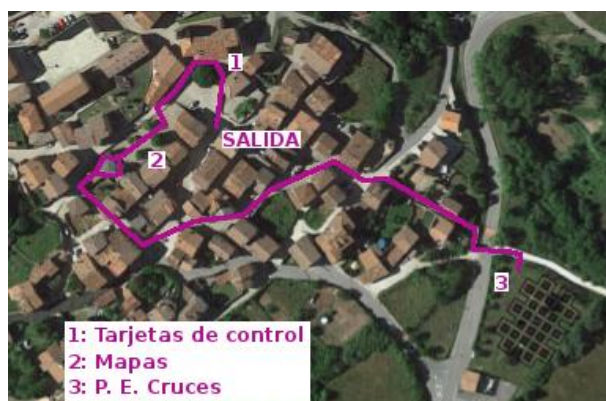 1
SALIDA
2
3
1: Tarjetas de control
2: Mapas
3: P. E. Cruces